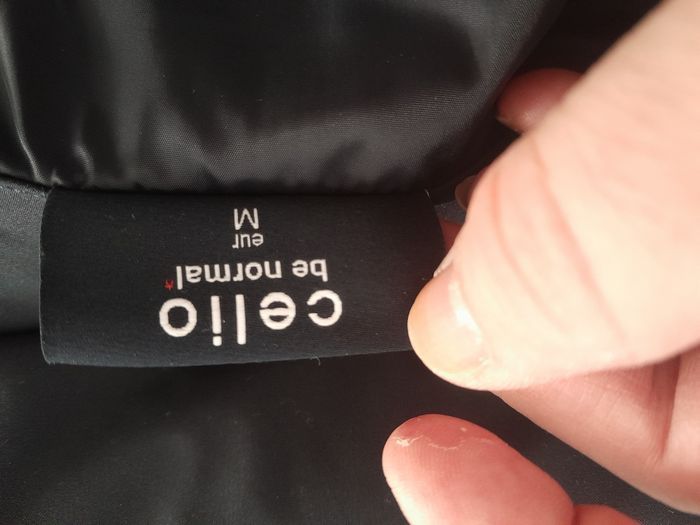 celio
be normal*
eur
M